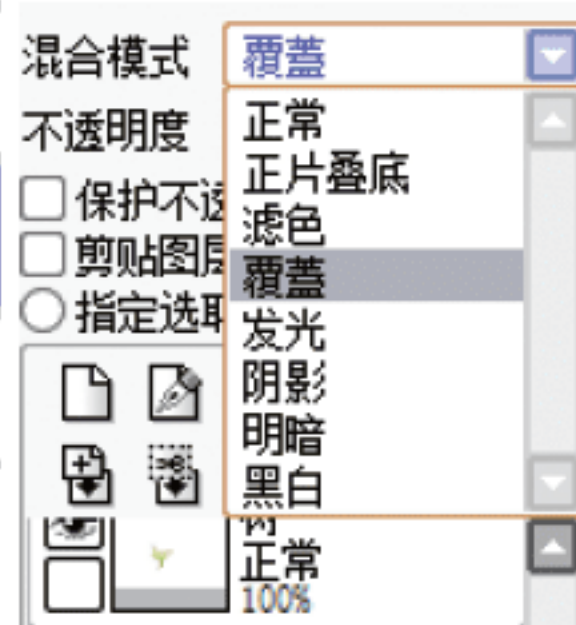 混合模式 覆蓋
不透明度
正常
正片叠底
保护不透
滤色
剪贴图层
覆蓋
指定选取
发光
阴影
明暗
黑白
正常
100%